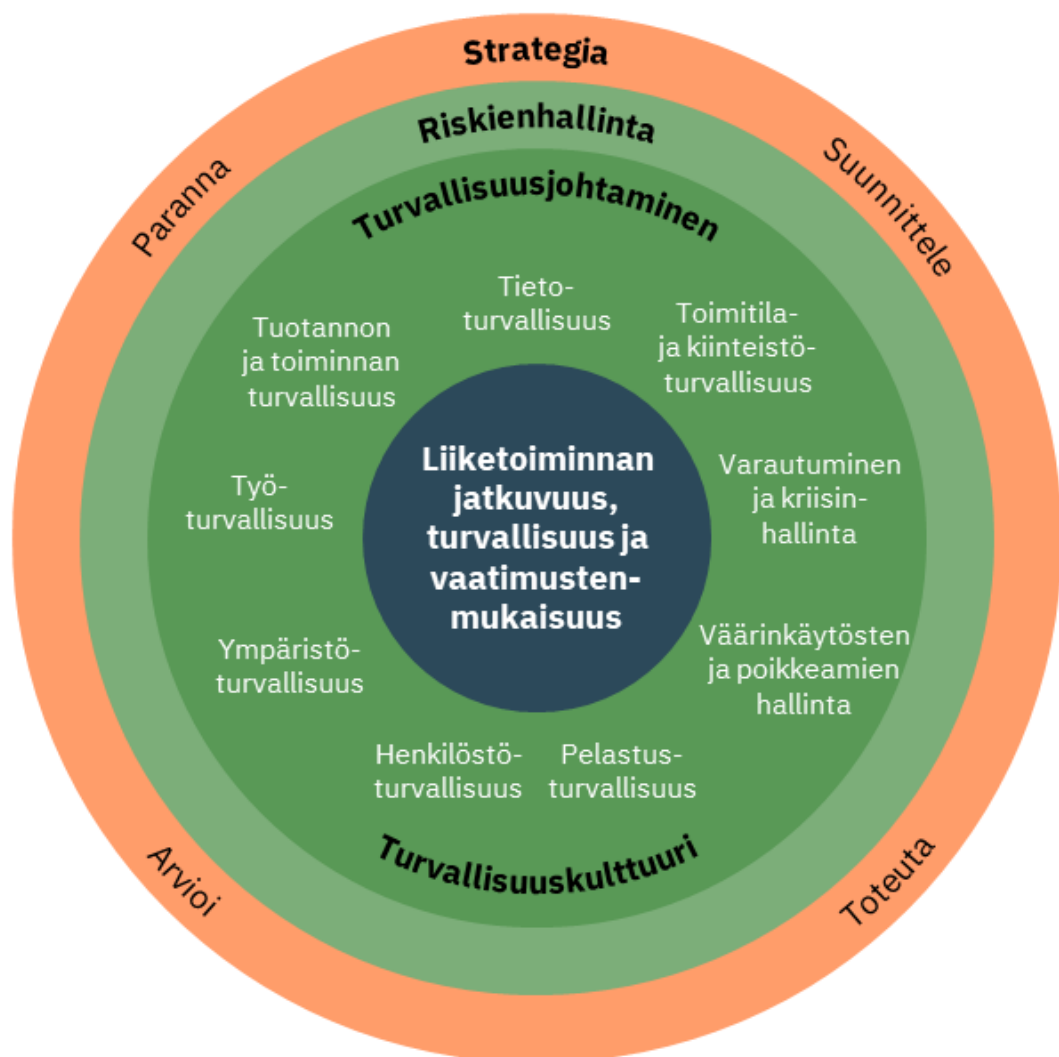 Strategia
Riskienhallinta
Turvallisuusjohtaminen
Paranna
Suunnittele
Tieto-
turvallisuus
Toimitila-
ja kiinteistö-
turvallisuus
Tuotannon
ja toiminnan
turvallisuus
Liiketoiminnan
jatkuvuus,
turvallisuus ja
vaatimusten-
mukaisuus
Varautuminen
ja kriisin-
hallinta
Työ-
turvallisuus
Väärinkäytösten
ja poikkeamien
hallinta
Ympäristö-
turvallisuus
Henkilöstö-
turvallisuus
Pelastus-
turvallisuus
Turvallisuuskulttuuri
Arvioi
Toteuta